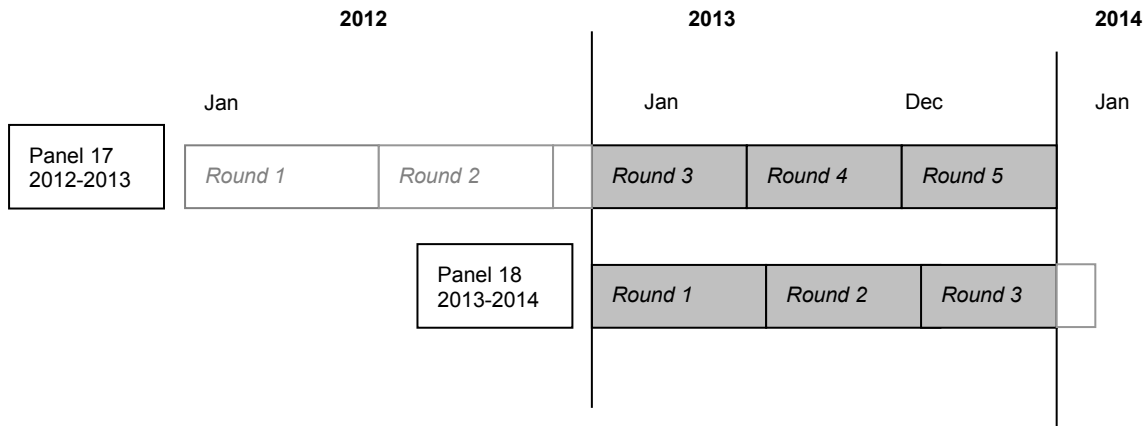 2012 2013 2014
Jan Jan Dec Jan
Panel 17
2012-2013
Round 1 Round 2 Round 3 Round 4 Round 5
Panel 18
2013-2014
Round 1 Round 2 Round 3